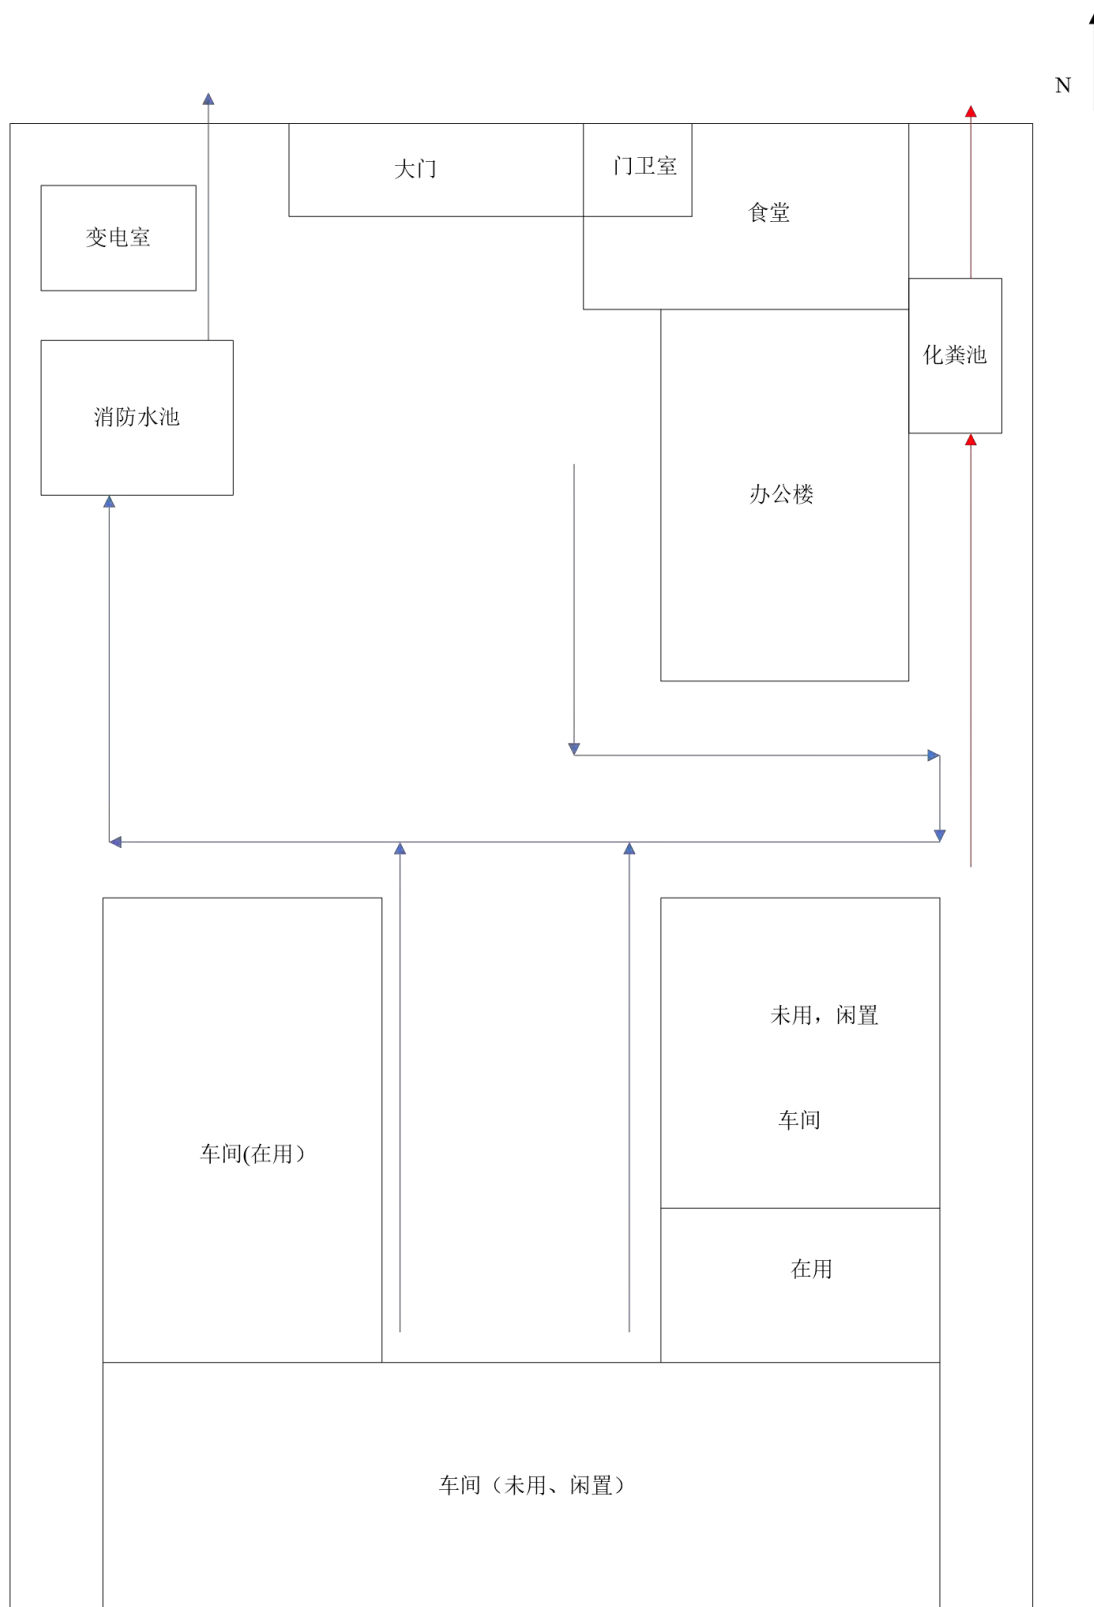 N
大门
门卫室
食堂
变电室
化粪池
消防水池
办公楼
未用，闲置
车间
车间(在用）
在用
车间（未用、闲置）